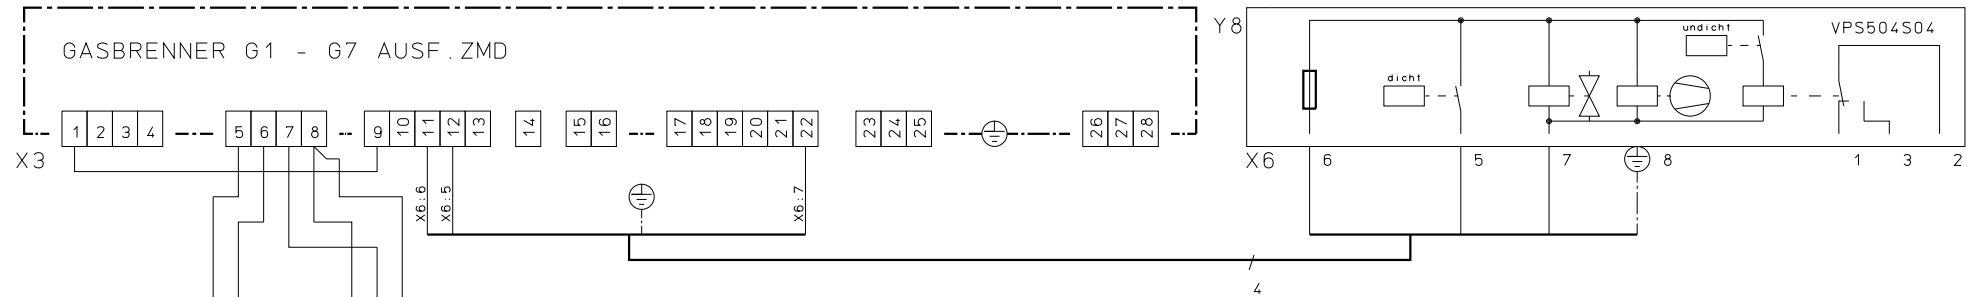 GASBRENNER G1 - G7 AUSF.ZMD
X3
1 2 3 4
5 6 7 8
9 10 11 12 13
14
15 16
17 18 19 20 21 22
23 24 25
26 27 28
X6:6
X6:5
X6:7
4
Y8
dicht
undicht
VPS504S04
X6
6 5 7 8 1 3 2